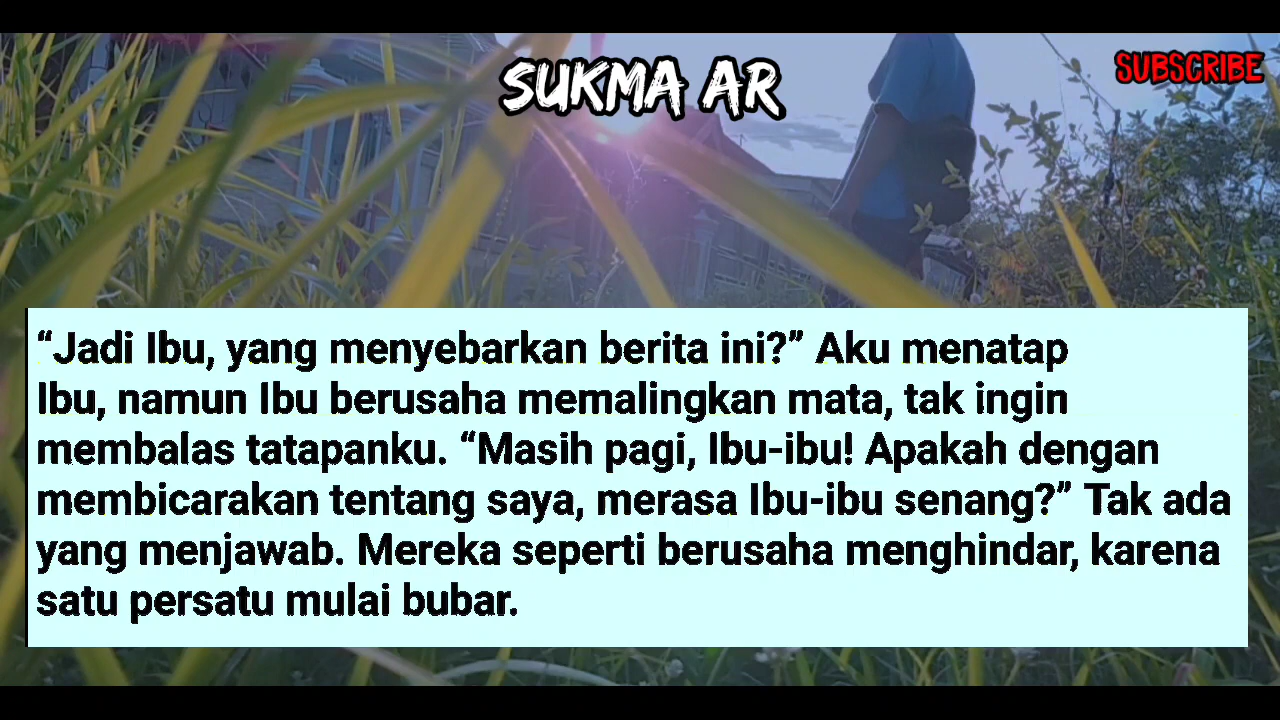 SUKMA AR
SUBSCRIBE
“Jadi Ibu, yang menyebarkan berita ini?” Aku menatap
Ibu, namun Ibu berusaha memalingkan mata, tak ingin
membalas tatapanku. “Masih pagi, Ibu-ibu! Apakah dengan
membicarakan tentang saya, merasa Ibu-ibu senang?” Tak ada
yang menjawab. Mereka seperti berusaha menghindar, karena
satu persatu mulai bubar.